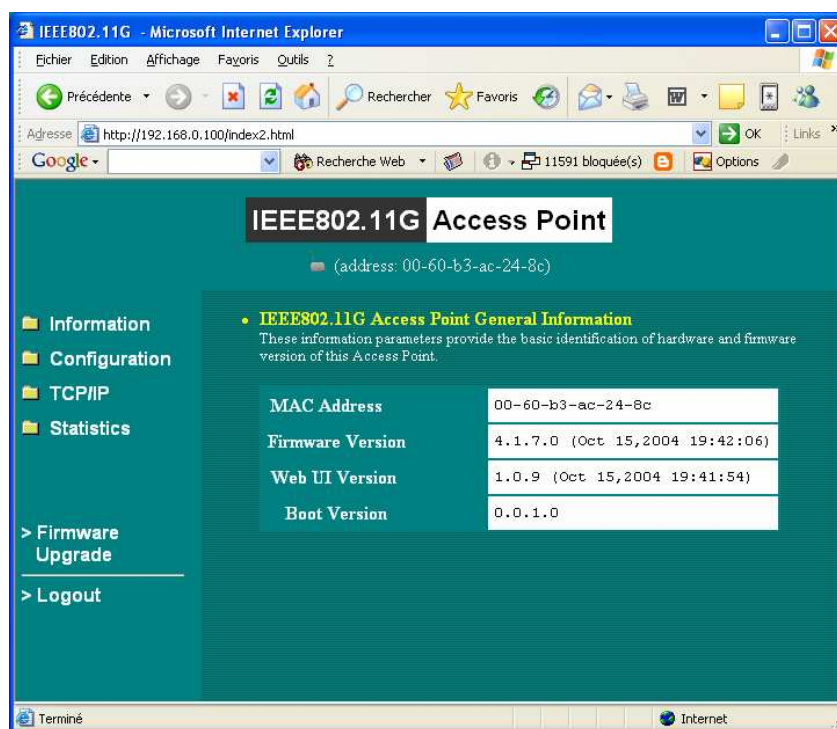 IEEE802.11G - Microsoft Internet Explorer
Fichier Edition Affichage Favoris Outils ?
Précédente Rechercher Favoris
Adresse http://192.168.0.100/index2.html OK Links »
Google Recherche Web 11591 bloquée(s) Options
IEEE802.11G Access Point
(address: 00-60-b3-ac-24-8c)
Information
Configuration
TCP/IP
Statistics
> Firmware
Upgrade
> Logout
• IEEE802.11G Access Point General Information
These information parameters provide the basic identification of hardware and firmware
version of this Access Point.
MAC Address 00-60-b3-ac-24-8c
Firmware Version 4.1.7.0 (Oct 15,2004 19:42:06)
Web UI Version 1.0.9 (Oct 15,2004 19:41:54)
Boot Version 0.0.1.0
Terminé Internet